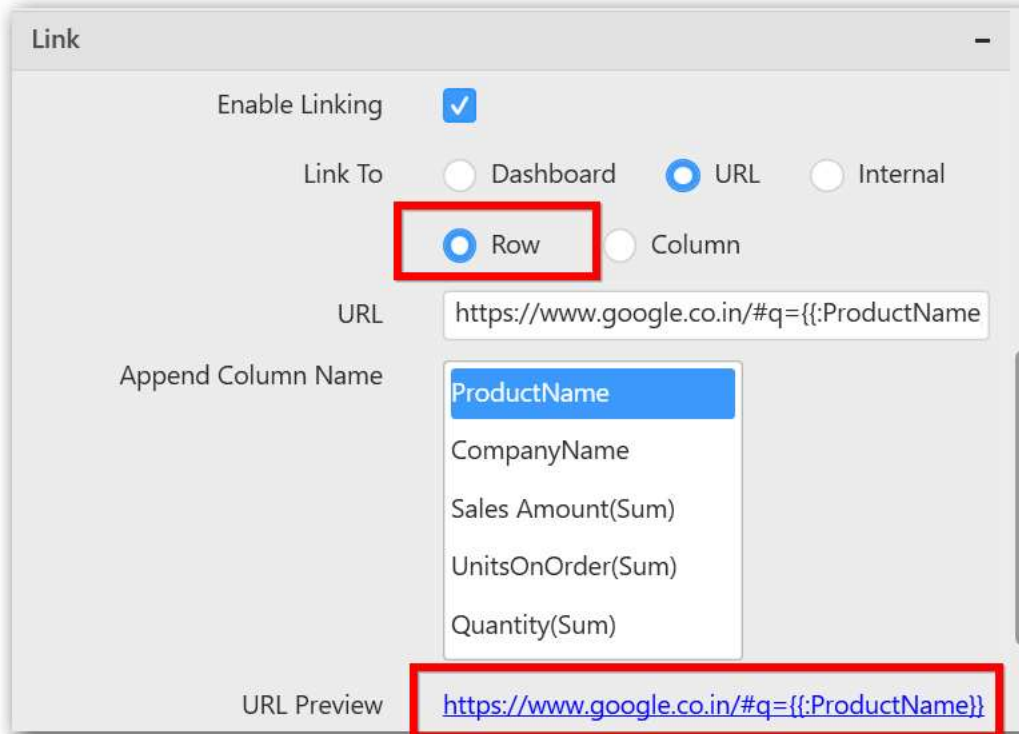 Link
Enable Linking
Link To Dashboard URL Internal
Row Column
URL https://www.google.co.in/#q={{:ProductName
Append Column Name
ProductName
CompanyName
Sales Amount(Sum)
UnitsOnOrder(Sum)
Quantity(Sum)
URL Preview https://www.google.co.in/#q={{:ProductName}}